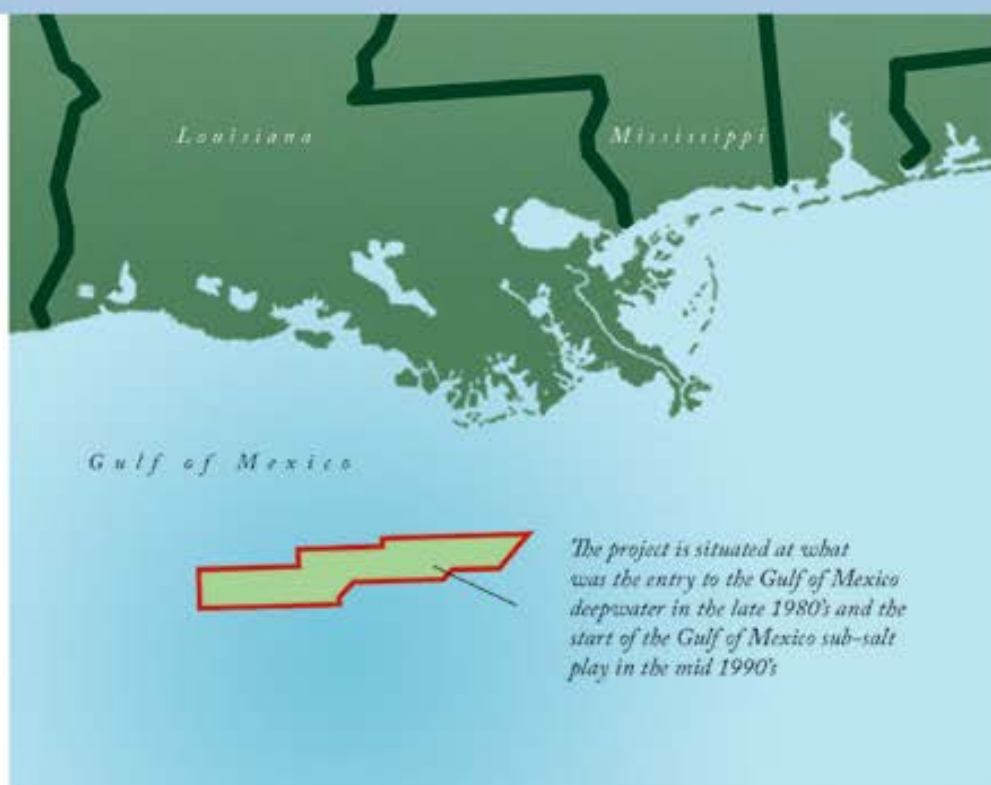 Louisiana
Mississippi
Gulf of Mexico
The project is situated at what
was the entry to the Gulf of Mexico
deepwater in the late 1980's and the
start of the Gulf of Mexico sub-salt
play in the mid 1990's